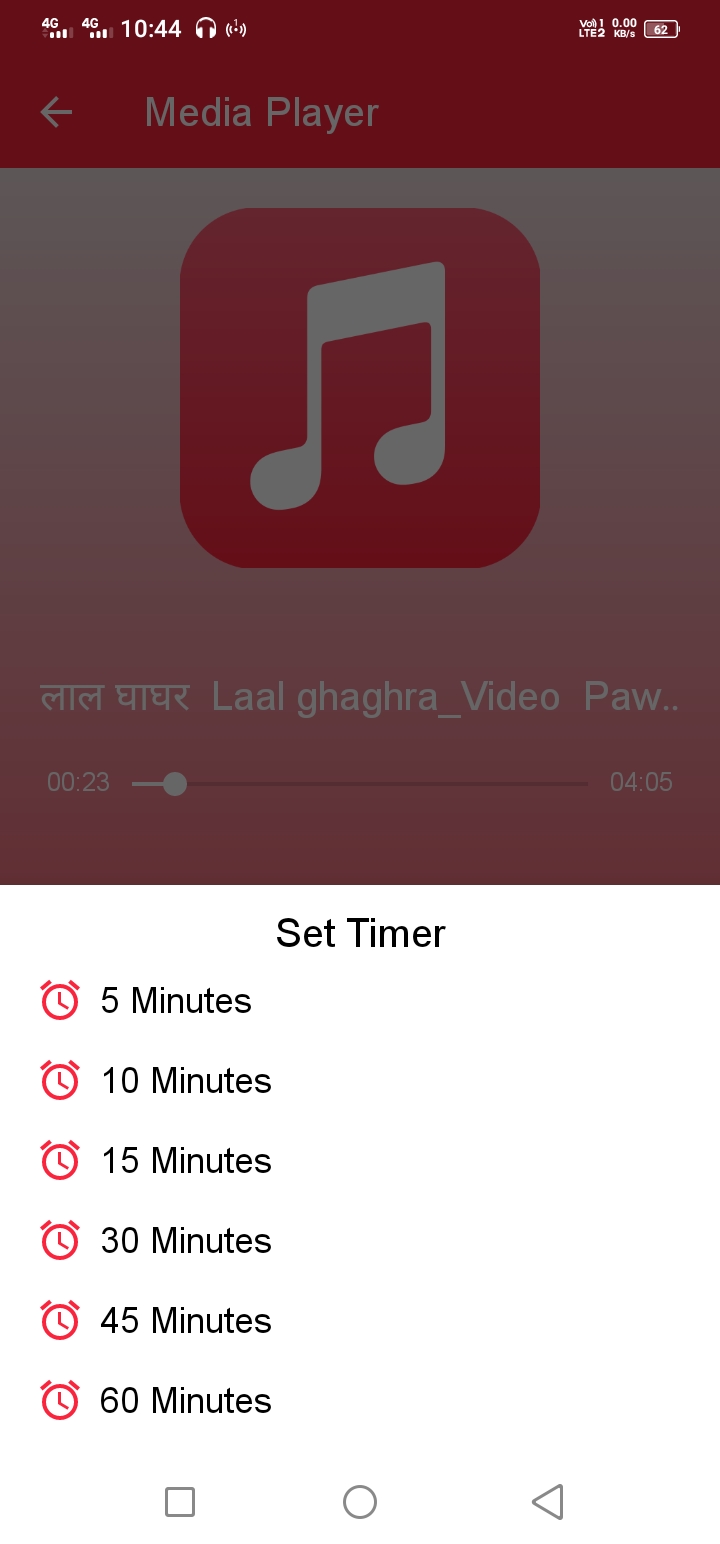 4G 4G 10:44 1 Vo) 1 LTE2 0.00 KB/s 62
Media Player
लाल घाघर Laal ghaghra_Video Paw..
00:23 04:05
Set Timer
5 Minutes
10 Minutes
15 Minutes
30 Minutes
45 Minutes
60 Minutes